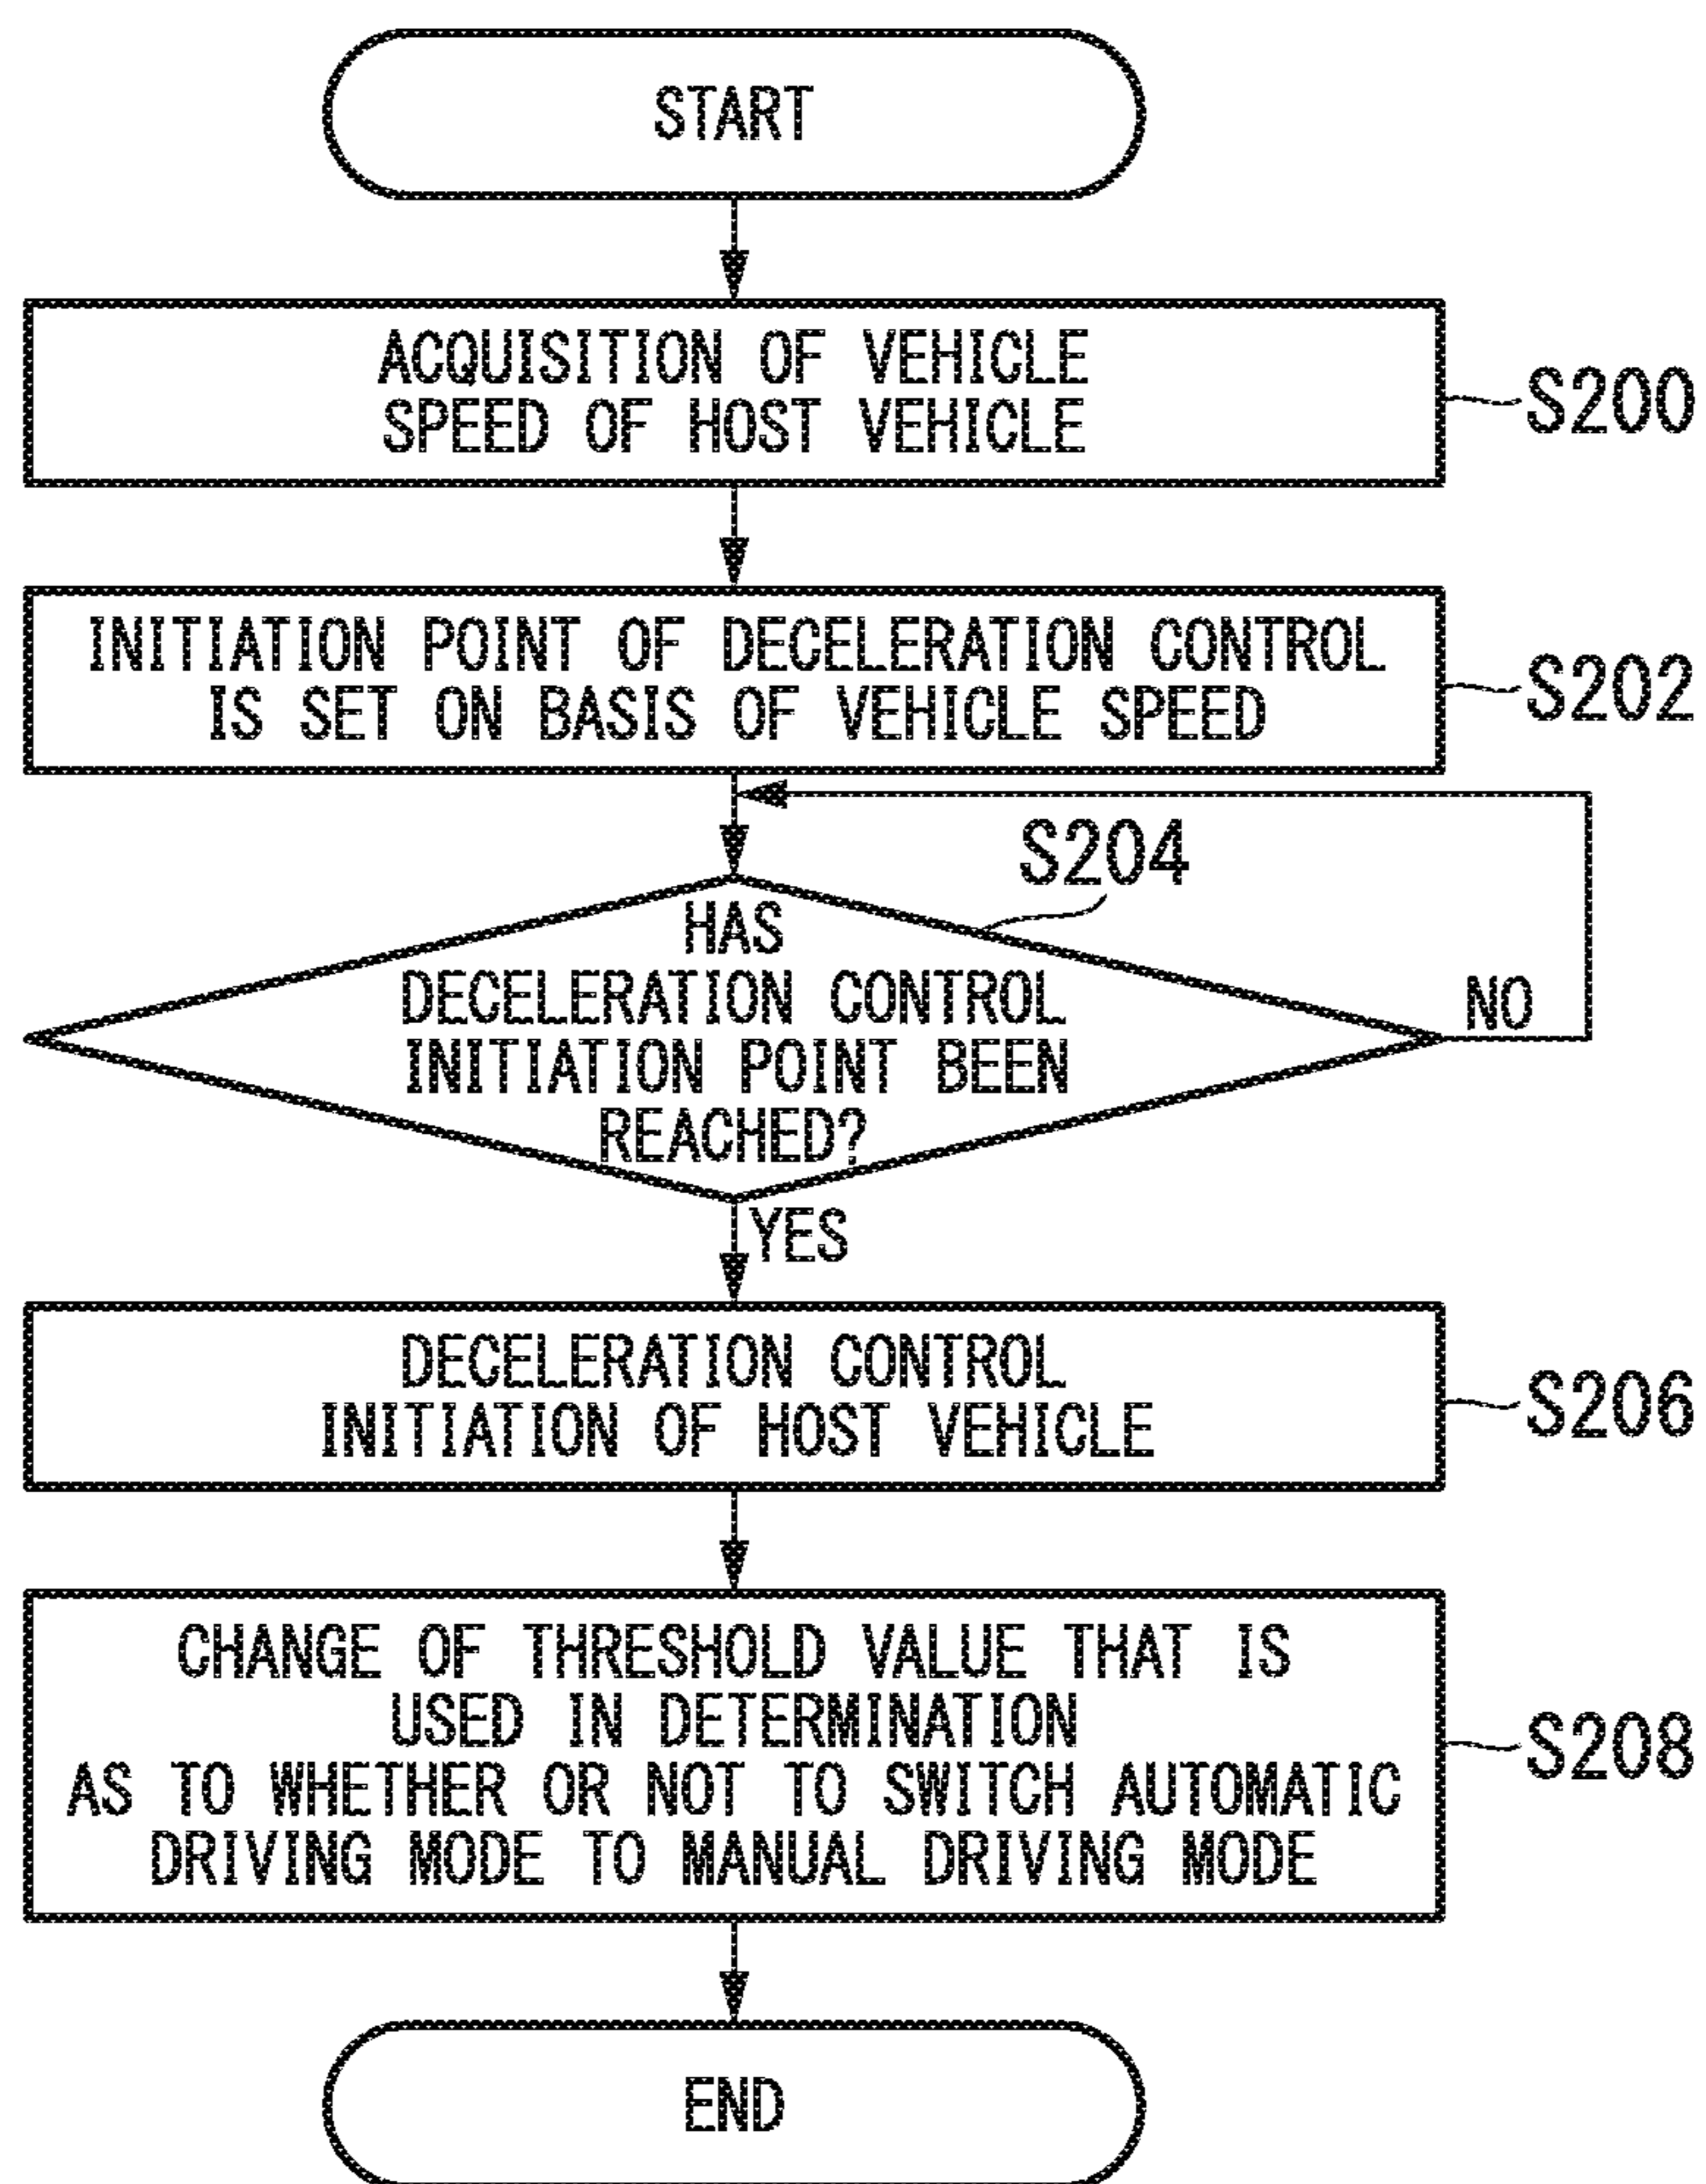 START
ACQUISITION OF VEHICLE
SPEED OF HOST VEHICLE
S200
INITIATION POINT OF DECELERATION CONTROL
IS SET ON BASIS OF VEHICLE SPEED
S202
S204
HAS
DECELERATION CONTROL
INITIATION POINT BEEN
REACHED?
NO
YES
DECELERATION CONTROL
INITIATION OF HOST VEHICLE
S206
CHANGE OF THRESHOLD VALUE THAT IS
USED IN DETERMINATION
AS TO WHETHER OR NOT TO SWITCH AUTOMATIC
DRIVING MODE TO MANUAL DRIVING MODE
S208
END